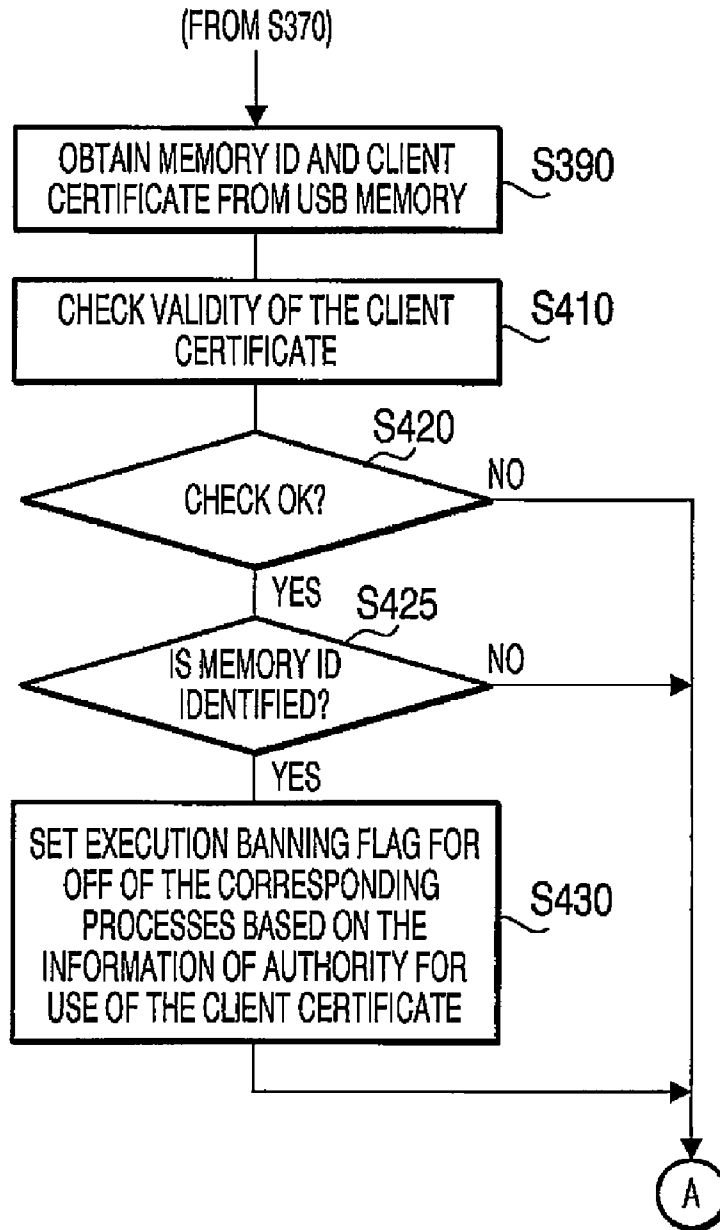 (FROM S370)
OBTAIN MEMORY ID AND CLIENT
CERTIFICATE FROM USB MEMORY
S390
CHECK VALIDITY OF THE CLIENT
CERTIFICATE
S410
S420
CHECK OK?
NO
YES
S425
IS MEMORY ID
IDENTIFIED?
NO
YES
SET EXECUTION BANNING FLAG FOR
OFF OF THE CORRESPONDING
PROCESSES BASED ON THE
INFORMATION OF AUTHORITY FOR
USE OF THE CLIENT CERTIFICATE
S430
A